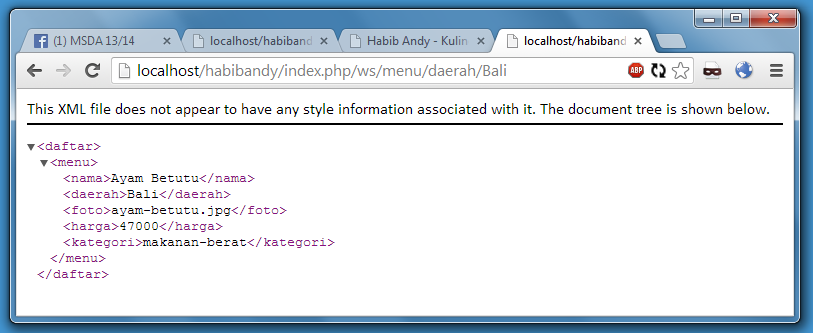 (1) MSDA 13/14
localhost/habiband
Habib Andy - Kulin
localhost/habiband
localhost/habibandy/index.php/ws/menu/daerah/Bali
ABP
This XML file does not appear to have any style information associated with it. The document tree is shown below.
▼<daftar>
▼<menu>
<nama>Ayam Betutu</nama>
<daerah>Bali</daerah>
<foto>ayam-betutu.jpg</foto>
<harga>47000</harga>
<kategori>makanan-berat</kategori>
</menu>
</daftar>